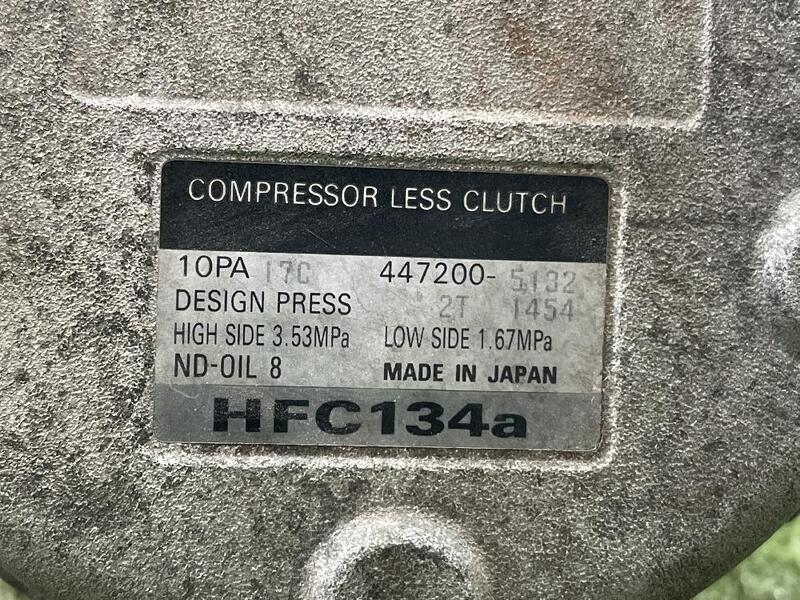 COMPRESSOR LESS CLUTCH
10PA 17C 447200-5132
DESIGN PRESS 2T 1454
HIGH SIDE 3.53MPa LOW SIDE 1.67MPa
ND-OIL 8 MADE IN JAPAN
HFC134a